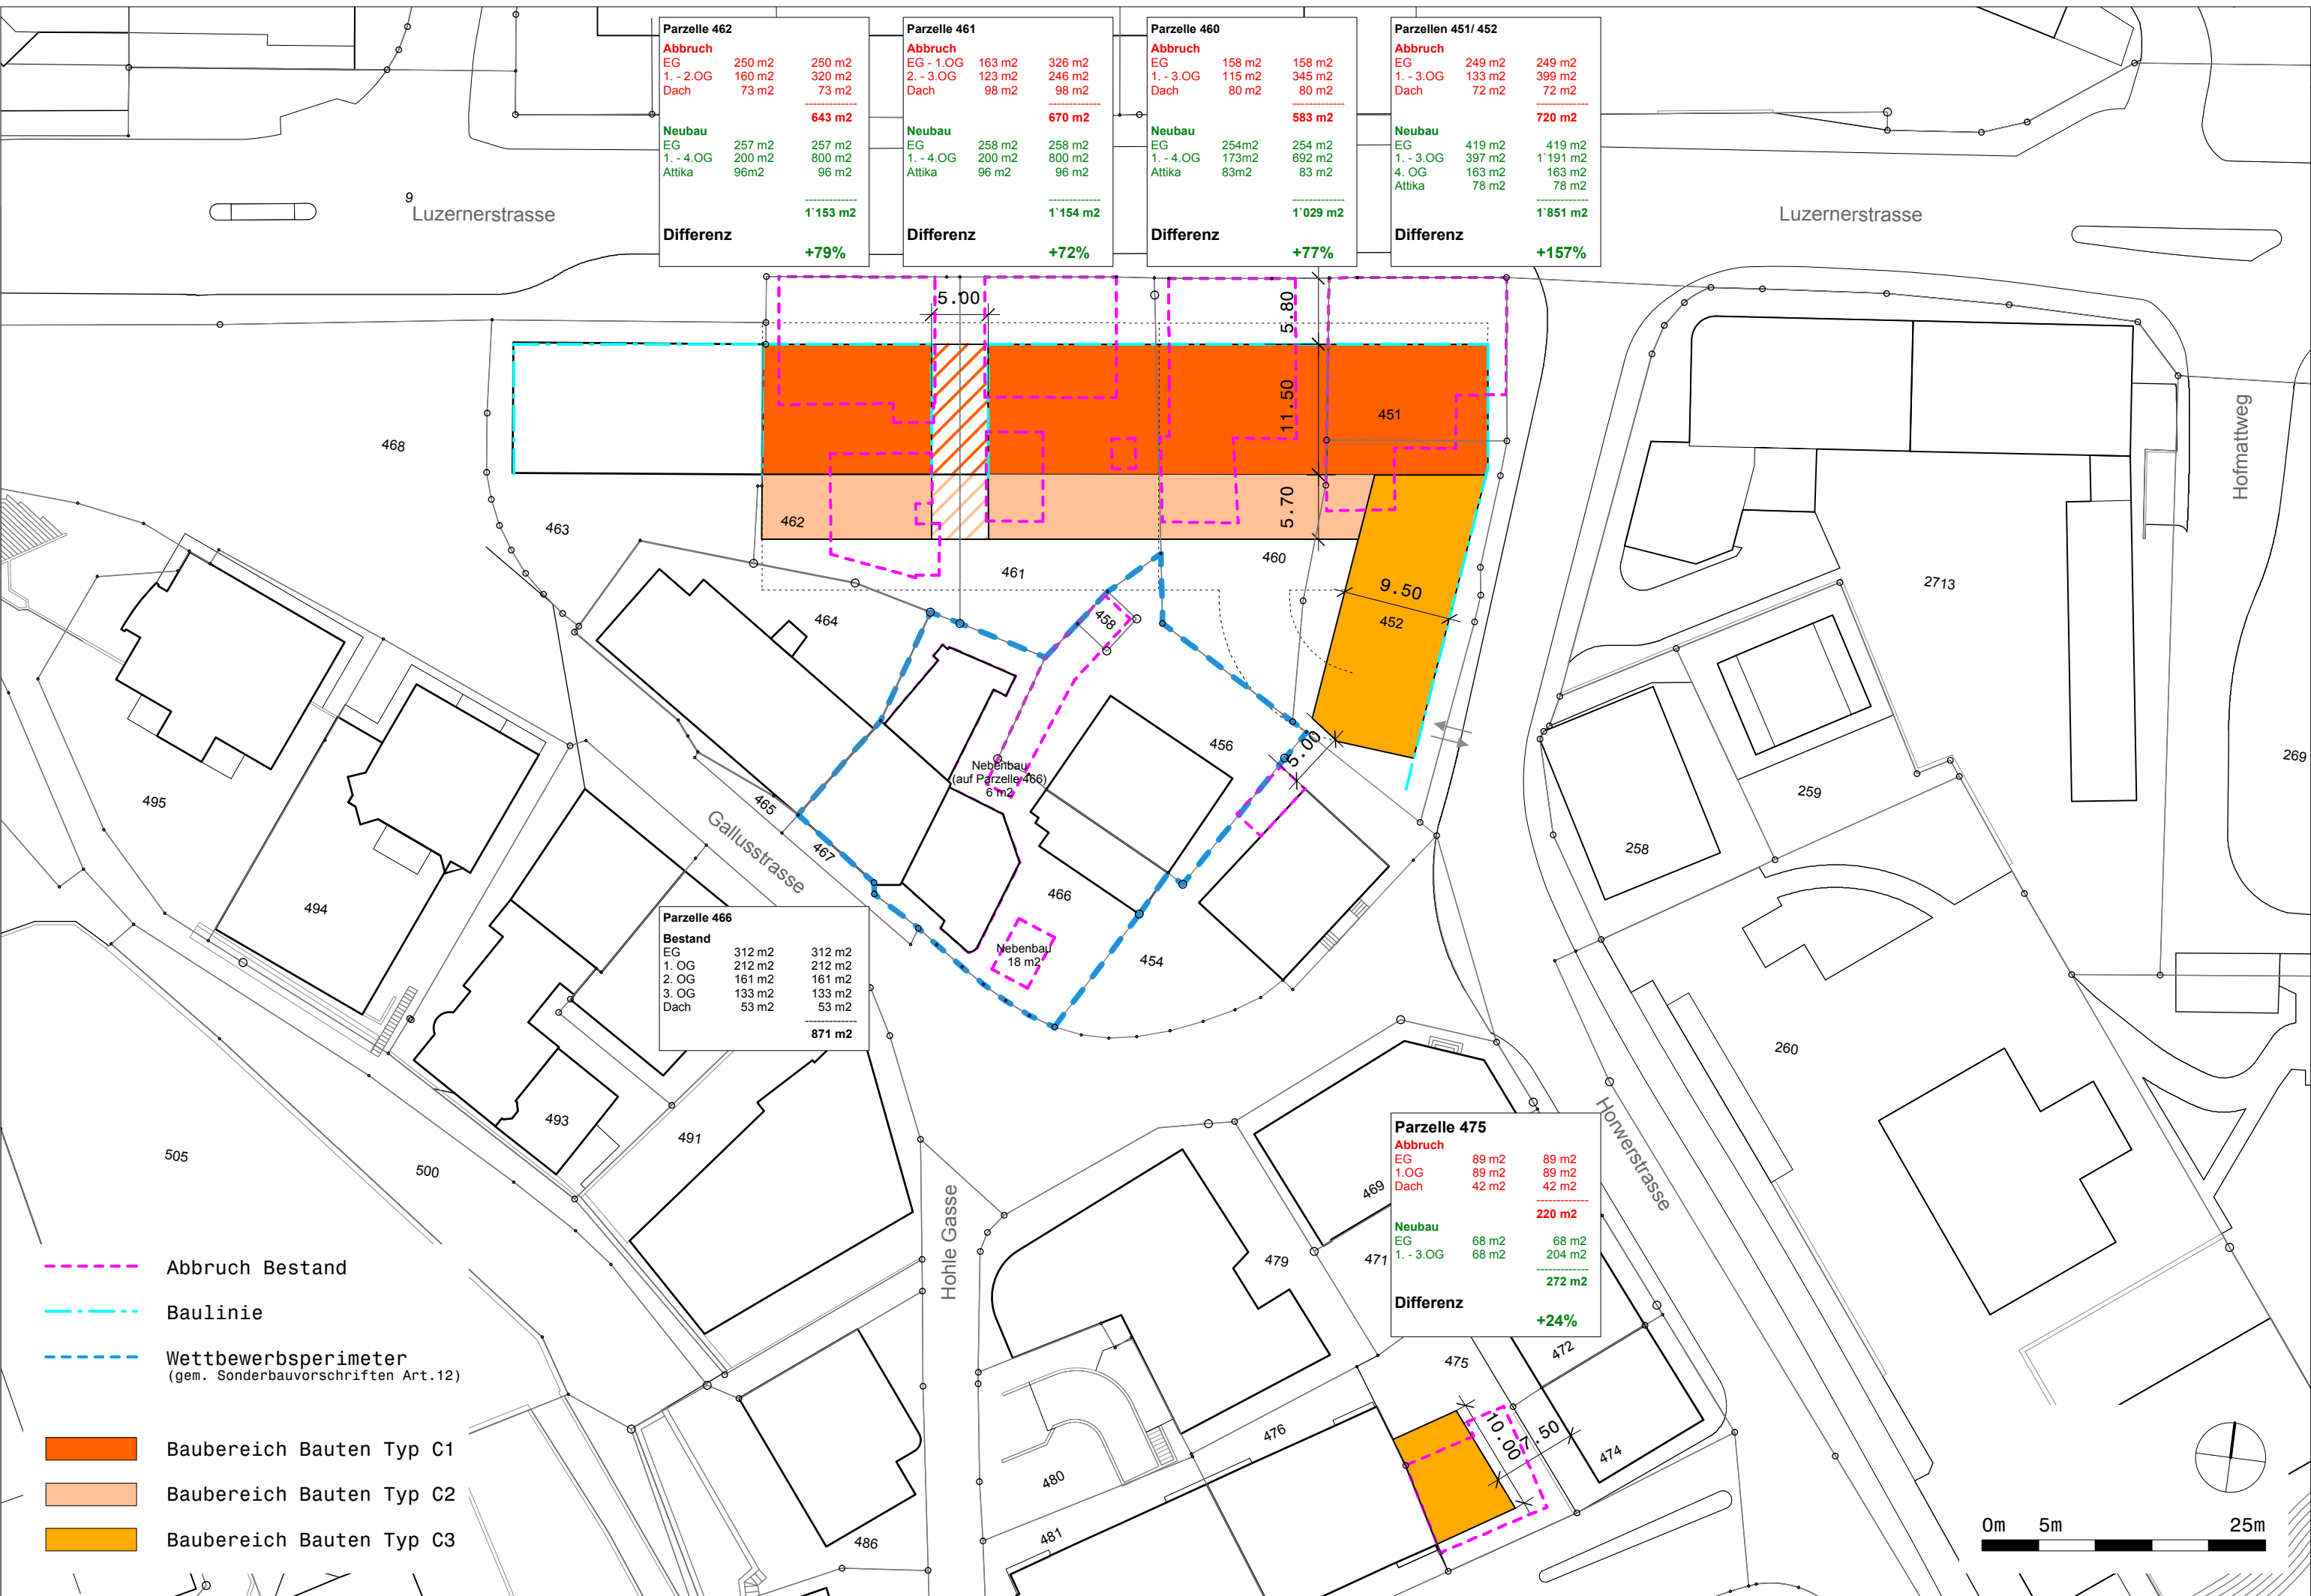 Parzelle 462
Abbruch
EG 250 m2 250 m2
1. - 2.OG 160 m2 320 m2
Dach 73 m2 73 m2
-------------
643 m2
Neubau
EG 257 m2 257 m2
1. - 4.OG 200 m2 800 m2
Attika 96m2 96 m2
-------------
1`153 m2
Differenz
+79%
Parzelle 461
Abbruch
EG - 1.OG 163 m2 326 m2
2. - 3.OG 123 m2 246 m2
Dach 98 m2 98 m2
-------------
670 m2
Neubau
EG 258 m2 258 m2
1. - 4.OG 200 m2 800 m2
Attika 96 m2 96 m2
-------------
1`154 m2
Differenz
+72%
Parzelle 460
Abbruch
EG 158 m2 158 m2
1. - 3.OG 115 m2 345 m2
Dach 80 m2 80 m2
-------------
583 m2
Neubau
EG 254m2 254 m2
1. - 4.OG 173m2 692 m2
Attika 83m2 83 m2
-------------
1`029 m2
Differenz
+77%
Parzellen 451/ 452
Abbruch
EG 249 m2 249 m2
1. - 3.OG 133 m2 399 m2
Dach 72 m2 72 m2
-------------
720 m2
Neubau
EG 419 m2 419 m2
1. - 3.OG 397 m2 1`191 m2
4. OG 163 m2 163 m2
Attika 78 m2 78 m2
-------------
1`851 m2
Differenz
+157%
9
Luzernerstrasse
Luzernerstrasse
5.00
5.80
11.50
451
468
Hofmattweg
5.70
462
463
460
461
2713
9.50
458
464
452
456
5.00
269
Nebenbau
(auf Parzelle 466)
6 m2
495
465
259
Gallusstrasse
467
258
466
494
Nebenbau
18 m2
454
Parzelle 466
Bestand
EG 312 m2 312 m2
1. OG 212 m2 212 m2
2. OG 161 m2 161 m2
3. OG 133 m2 133 m2
Dach 53 m2 53 m2
-------------
871 m2
260
493
491
505
500
Horwerstrasse
469
Hohle Gasse
479
471
Parzelle 475
Abbruch
EG 89 m2 89 m2
1.OG 89 m2 89 m2
Dach 42 m2 42 m2
-------------
220 m2
Neubau
EG 68 m2 68 m2
1. - 3.OG 68 m2 204 m2
-------------
272 m2
Differenz
+24%
475
472
10.00
7.50
476
474
480
481
486
Abbruch Bestand
Baulinie
Wettbewerbsperimeter
(gem. Sonderbauvorschriften Art.12)
Baubereich Bauten Typ C1
Baubereich Bauten Typ C2
Baubereich Bauten Typ C3
0m 5m 25m